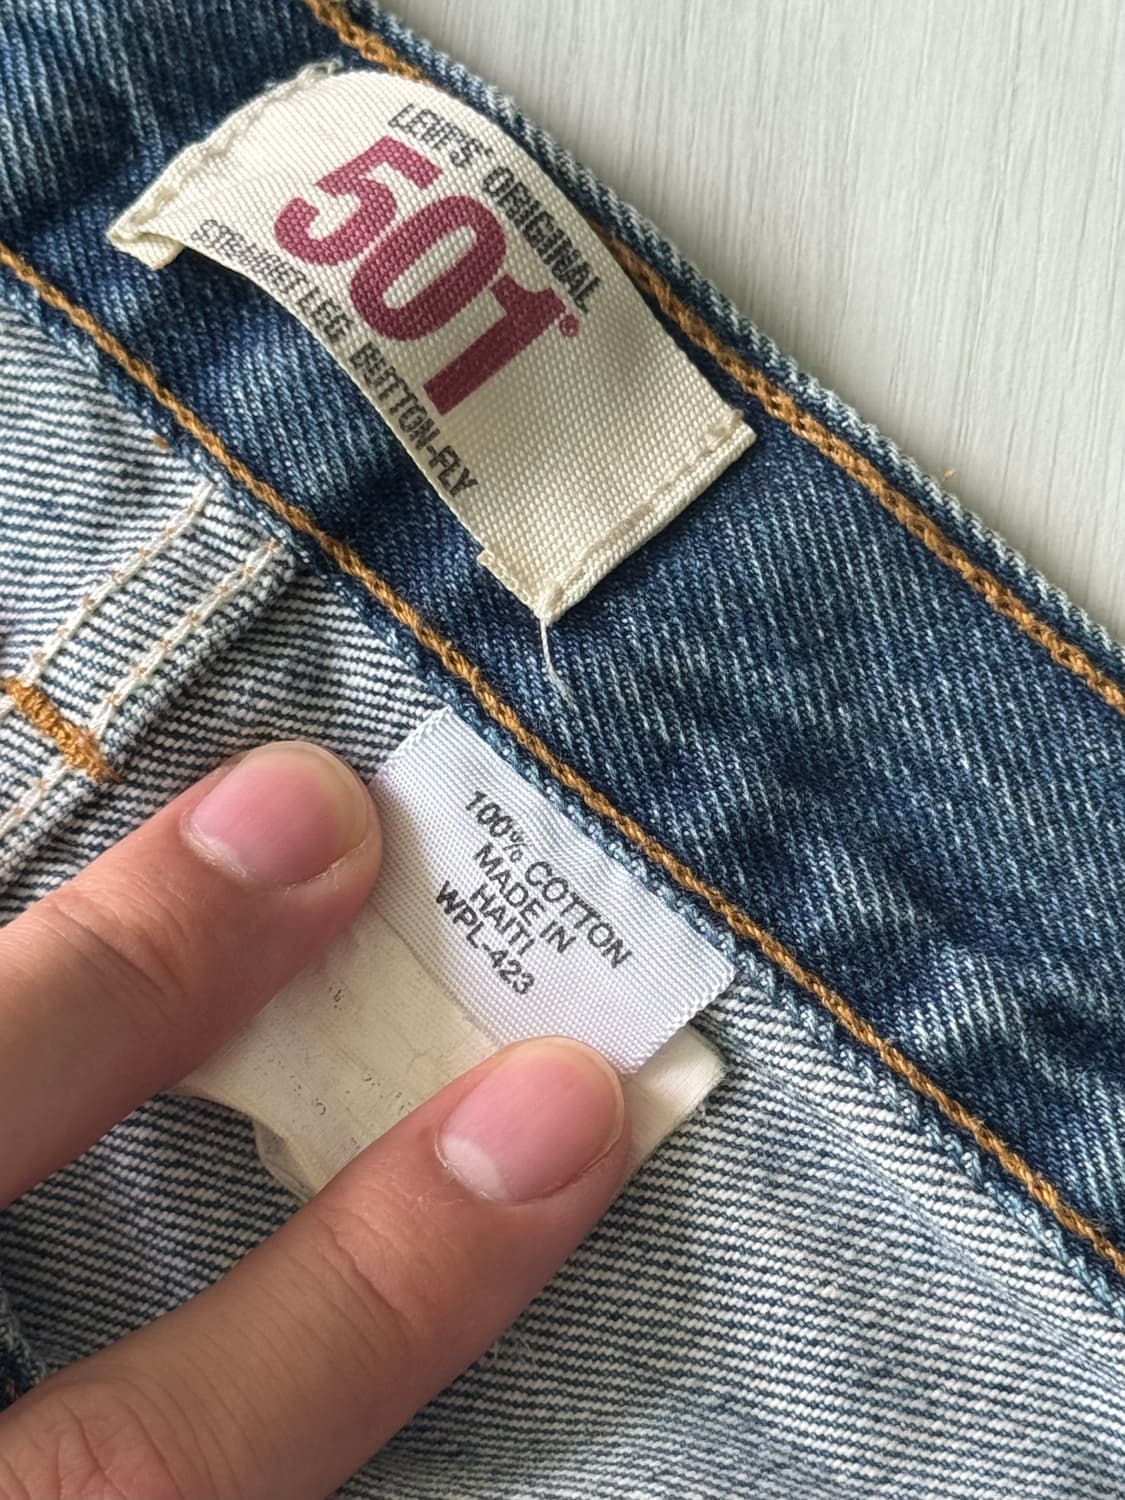 LEVI'S® ORIGINAL
501®
STRAIGHT LEG BUTTON-FLY
100% COTTON
MADE IN
HAITI
WPL-423